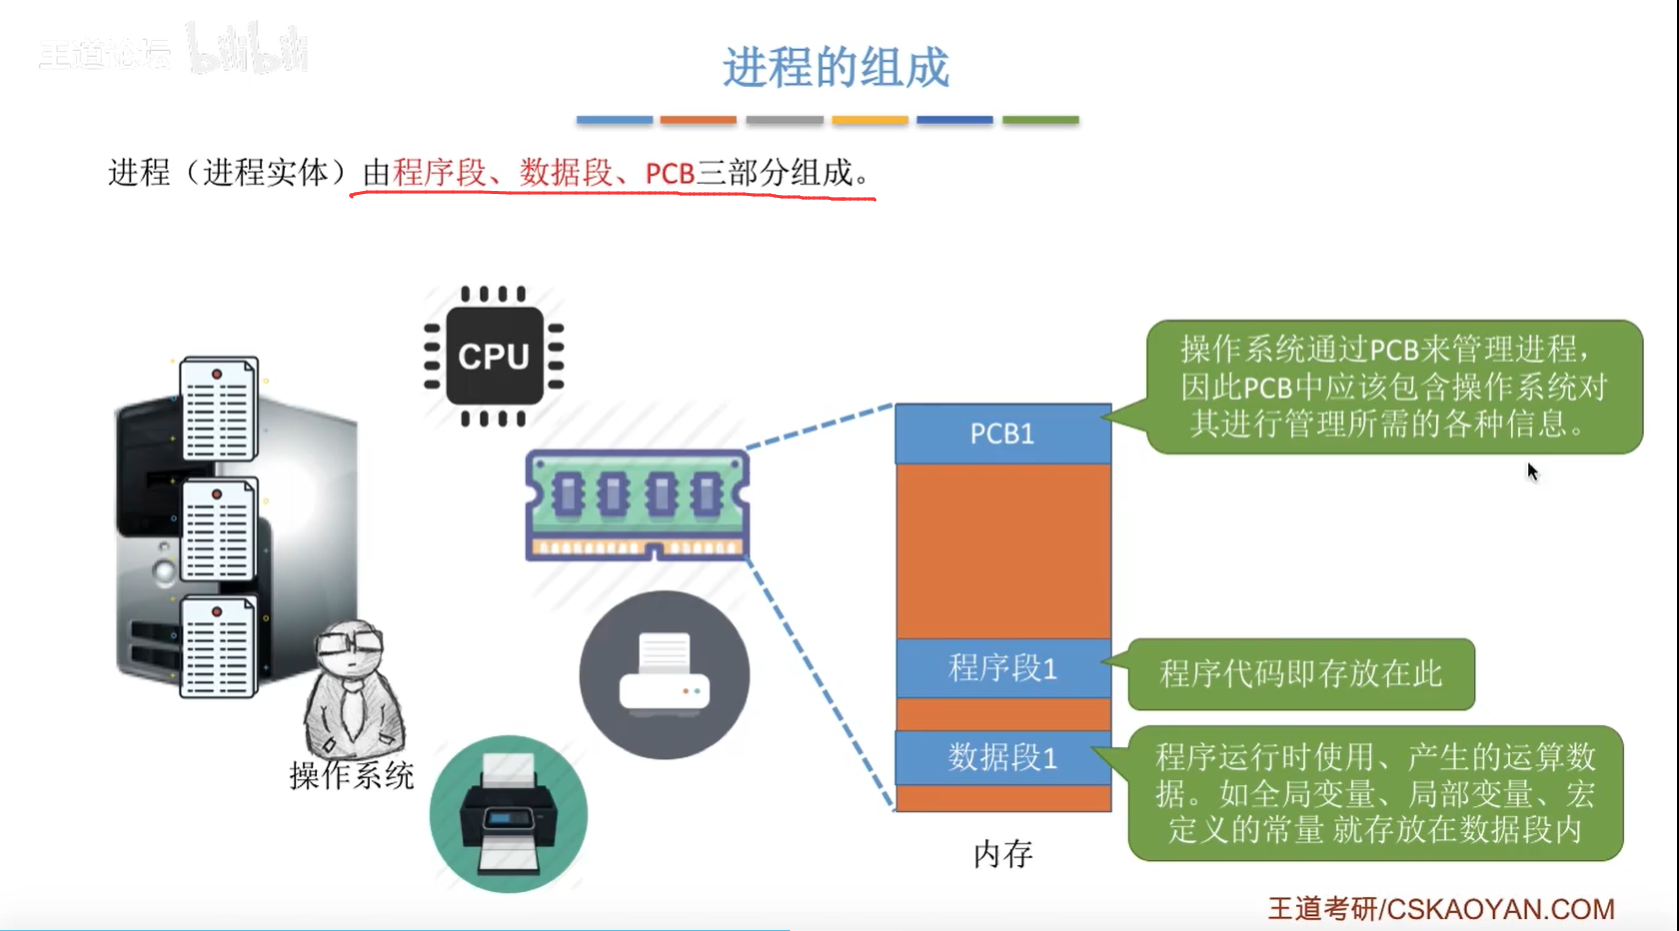 王道论坛 bilibili
进程的组成
进程（进程实体）由程序段、数据段、PCB三部分组成。
CPU
操作系统
PCB1
程序段1
数据段1
内存
操作系统通过PCB来管理进程，
因此PCB中应该包含操作系统对
其进行管理所需的各种信息。
程序代码即存放在此
程序运行时使用、产生的运算数
据。如全局变量、局部变量、宏
定义的常量 就存放在数据段内
王道考研/CSKAOYAN.COM